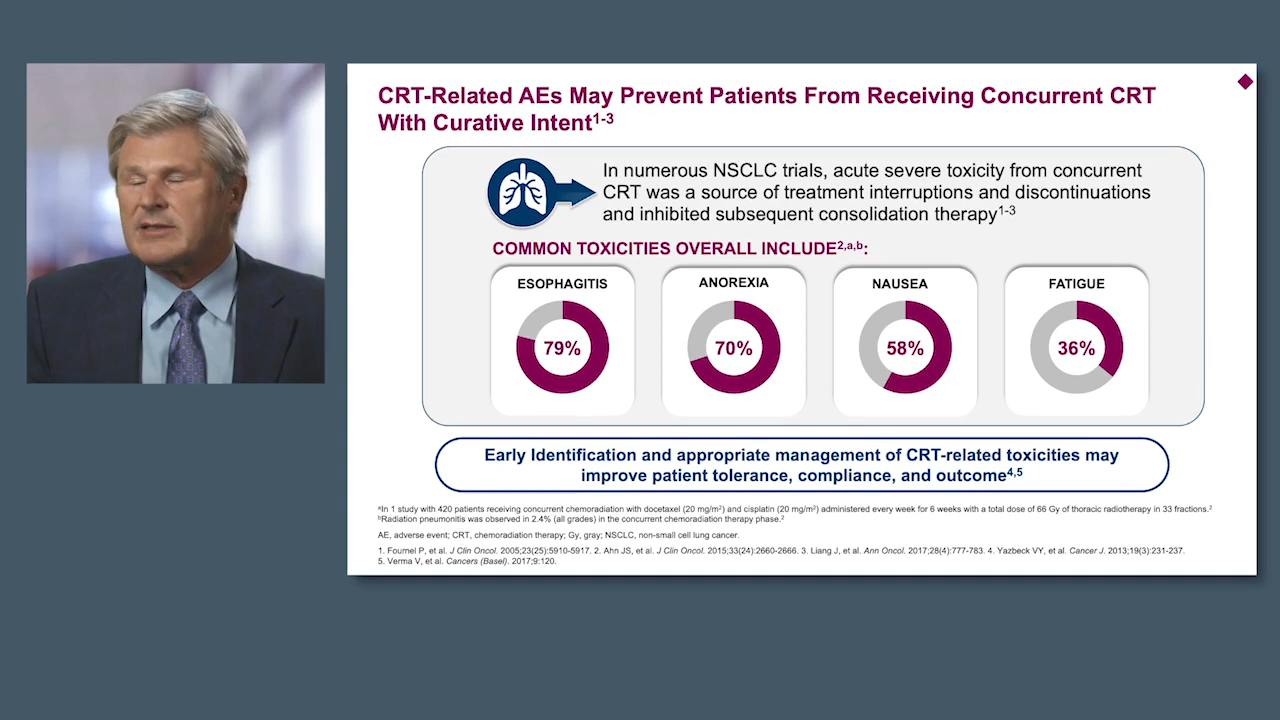 CRT-Related AEs May Prevent Patients From Receiving Concurrent CRT
With Curative Intent1-3
In numerous NSCLC trials, acute severe toxicity from concurrent
CRT was a source of treatment interruptions and discontinuations
and inhibited subsequent consolidation therapy1-3
COMMON TOXICITIES OVERALL INCLUDE2,a,b:
ESOPHAGITIS
79%
ANOREXIA
70%
NAUSEA
58%
FATIGUE
36%
Early Identification and appropriate management of CRT-related toxicities may
improve patient tolerance, compliance, and outcome4,5
aIn 1 study with 420 patients receiving concurrent chemoradiation with docetaxel (20 mg/m2) and cisplatin (20 mg/m2) administered every week for 6 weeks with a total dose of 66 Gy of thoracic radiotherapy in 33 fractions.2
bRadiation pneumonitis was observed in 2.4% (all grades) in the concurrent chemoradiation therapy phase.2
AE, adverse event; CRT, chemoradiation therapy; Gy, gray; NSCLC, non-small cell lung cancer.
1. Fournel P, et al. J Clin Oncol. 2005;23(25):5910-5917. 2. Ahn JS, et al. J Clin Oncol. 2015;33(24):2660-2666. 3. Liang J, et al. Ann Oncol. 2017;28(4):777-783. 4. Yazbeck VY, et al. Cancer J. 2013;19(3):231-237.
5. Verma V, et al. Cancers (Basel). 2017;9:120.